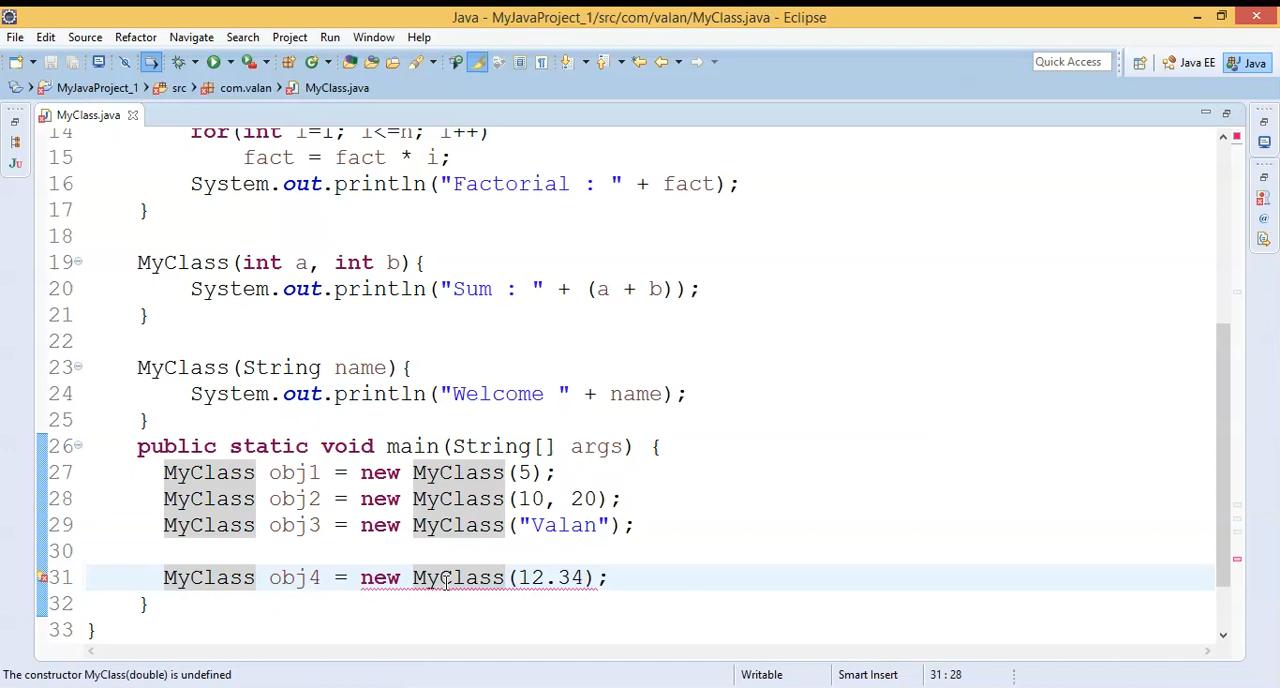 Java - MyJavaProject_1/src/com/valan/MyClass.java - Eclipse
File Edit Source Refactor Navigate Search Project Run Window Help
Quick Access Java EE Java
MyJavaProject_1 src com.valan MyClass.java
MyClass.java
Ju
14 for(int i=1; i<=n; i++)
15 fact = fact * i;
16 System.out.println("Factorial : " + fact);
17 }
18
19 MyClass(int a, int b){
20 System.out.println("Sum : " + (a + b));
21 }
22
23 MyClass(String name){
24 System.out.println("Welcome " + name);
25 }
26 public static void main(String[] args) {
27 MyClass obj1 = new MyClass(5);
28 MyClass obj2 = new MyClass(10, 20);
29 MyClass obj3 = new MyClass("Valan");
30
31 MyClass obj4 = new MyClass(12.34);
32 }
33 }
The constructor MyClass(double) is undefined Writable Smart Insert 31 : 28